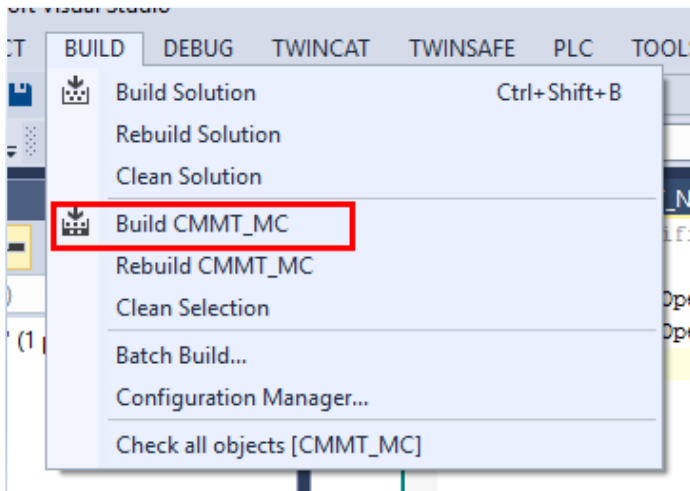 BUILD DEBUG TWINCAT TWINSAFE PLC
Build Solution Ctrl+Shift+B
Rebuild Solution
Clean Solution
Build CMMT_MC
Rebuild CMMT_MC
Clean Selection
(1
Batch Build...
Configuration Manager...
Check all objects [CMMT_MC]